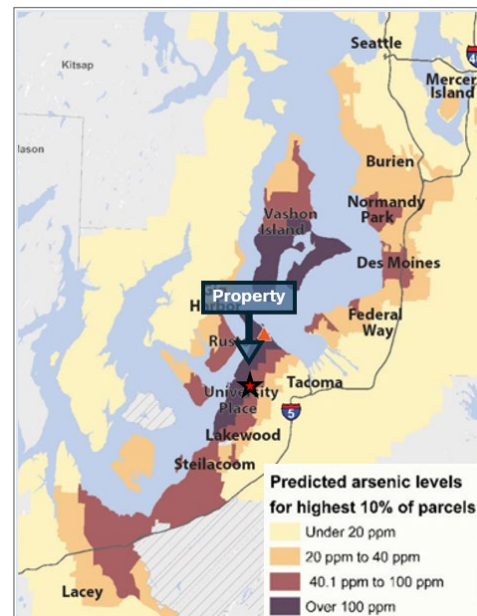 Seattle
Kitsap
Mercer
Island
Burien
Vashon
Island
Normandy
Park
Des Moines
Property
Federal
Way
Tacoma
University
Place
5
Lakewood
Steilacoom
Lacey
Predicted arsenic levels
for highest 10% of parcels
Under 20 ppm
20 ppm to 40 ppm
40.1 ppm to 100 ppm
Over 100 ppm